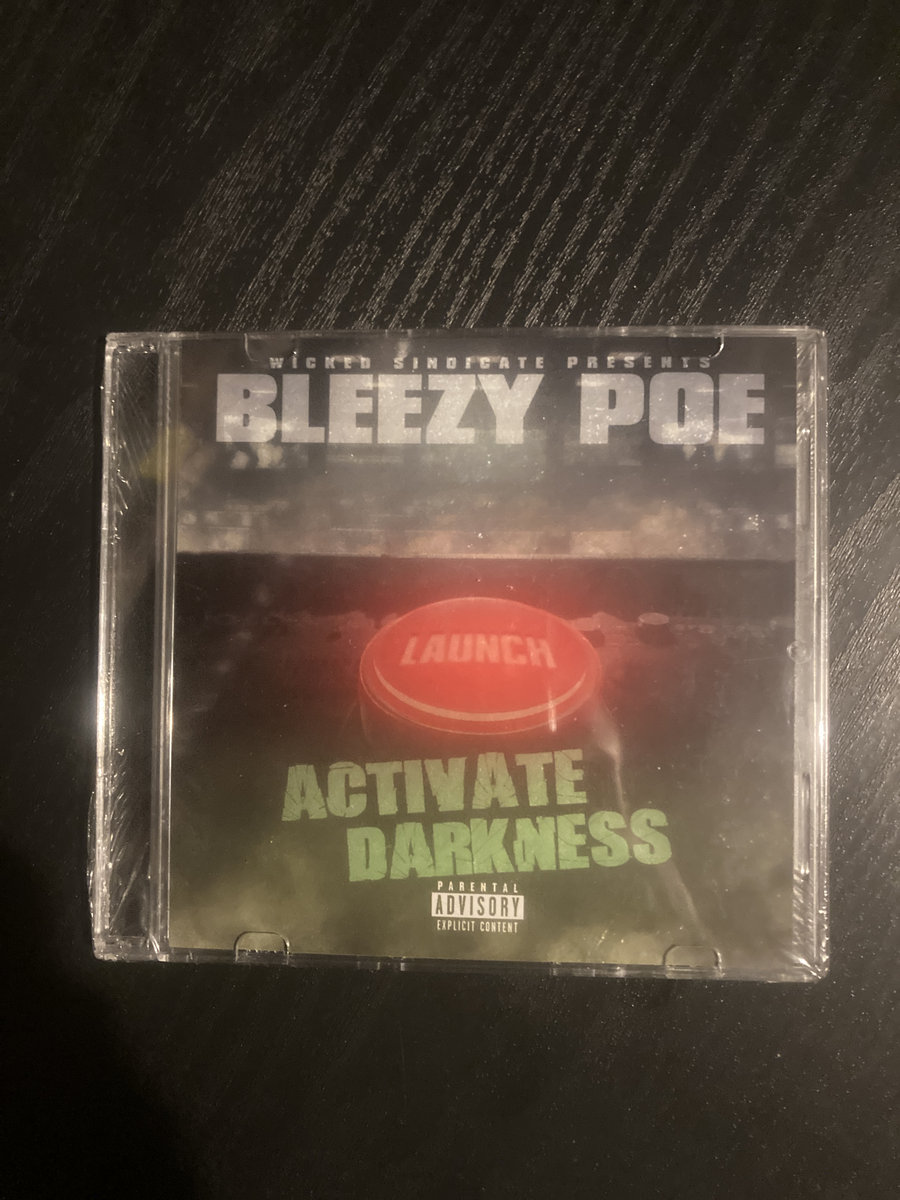 WICKED SINDICATE PRESENTS
BLEEZY POE
LAUNCH
ACTIVATE
DARKNESS
PARENTAL
ADVISORY
EXPLICIT CONTENT